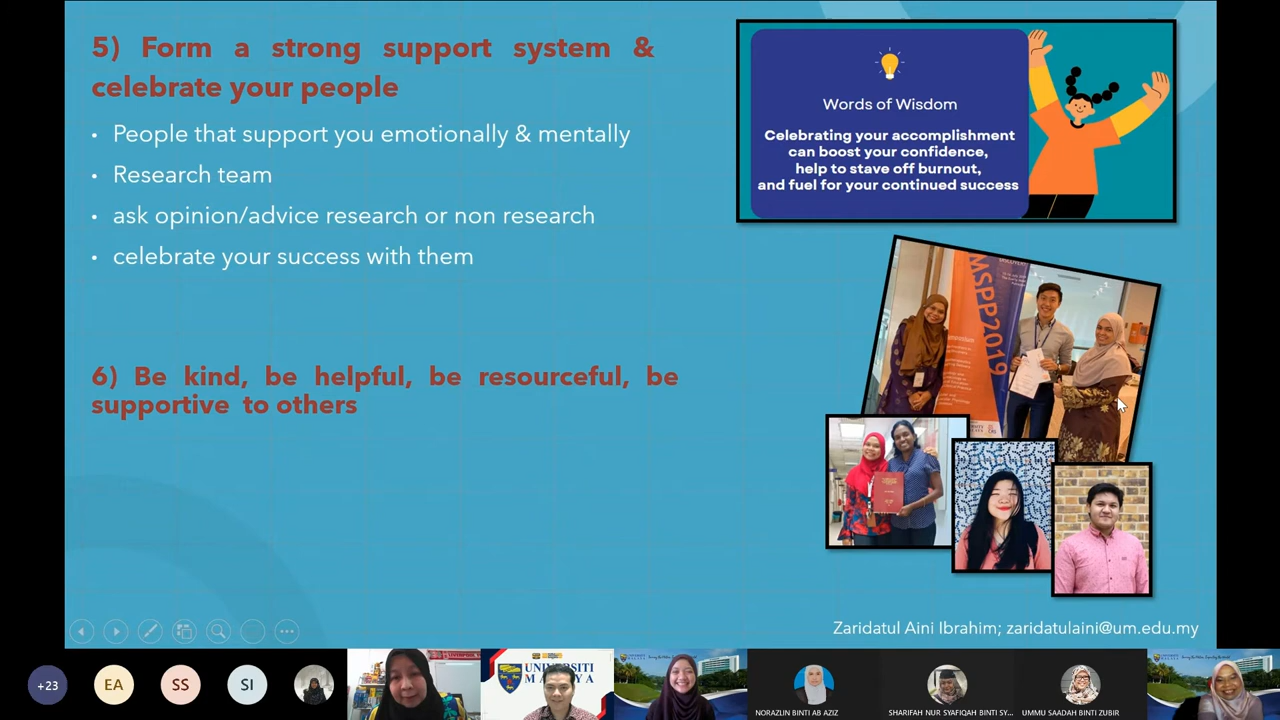 5) Form a strong support system &
celebrate your people
• People that support you emotionally & mentally
• Research team
• ask opinion/advice research or non research
• celebrate your success with them
6) Be kind, be helpful, be resourceful, be
supportive to others
Words of Wisdom
Celebrating your accomplishment
can boost your confidence,
help to stave off burnout,
and fuel for your continued success
MSPP2019
Zaridatul Aini Ibrahim; zaridatulaini@um.edu.my
+23
EA
SS
SI
UNIVERSITI
MALAYA
NORAZLIN BINTI AB AZIZ
SHARIFAH NUR SYAFIQAH BINTI SY...
UMMU SAADAH BINTI ZUBIR